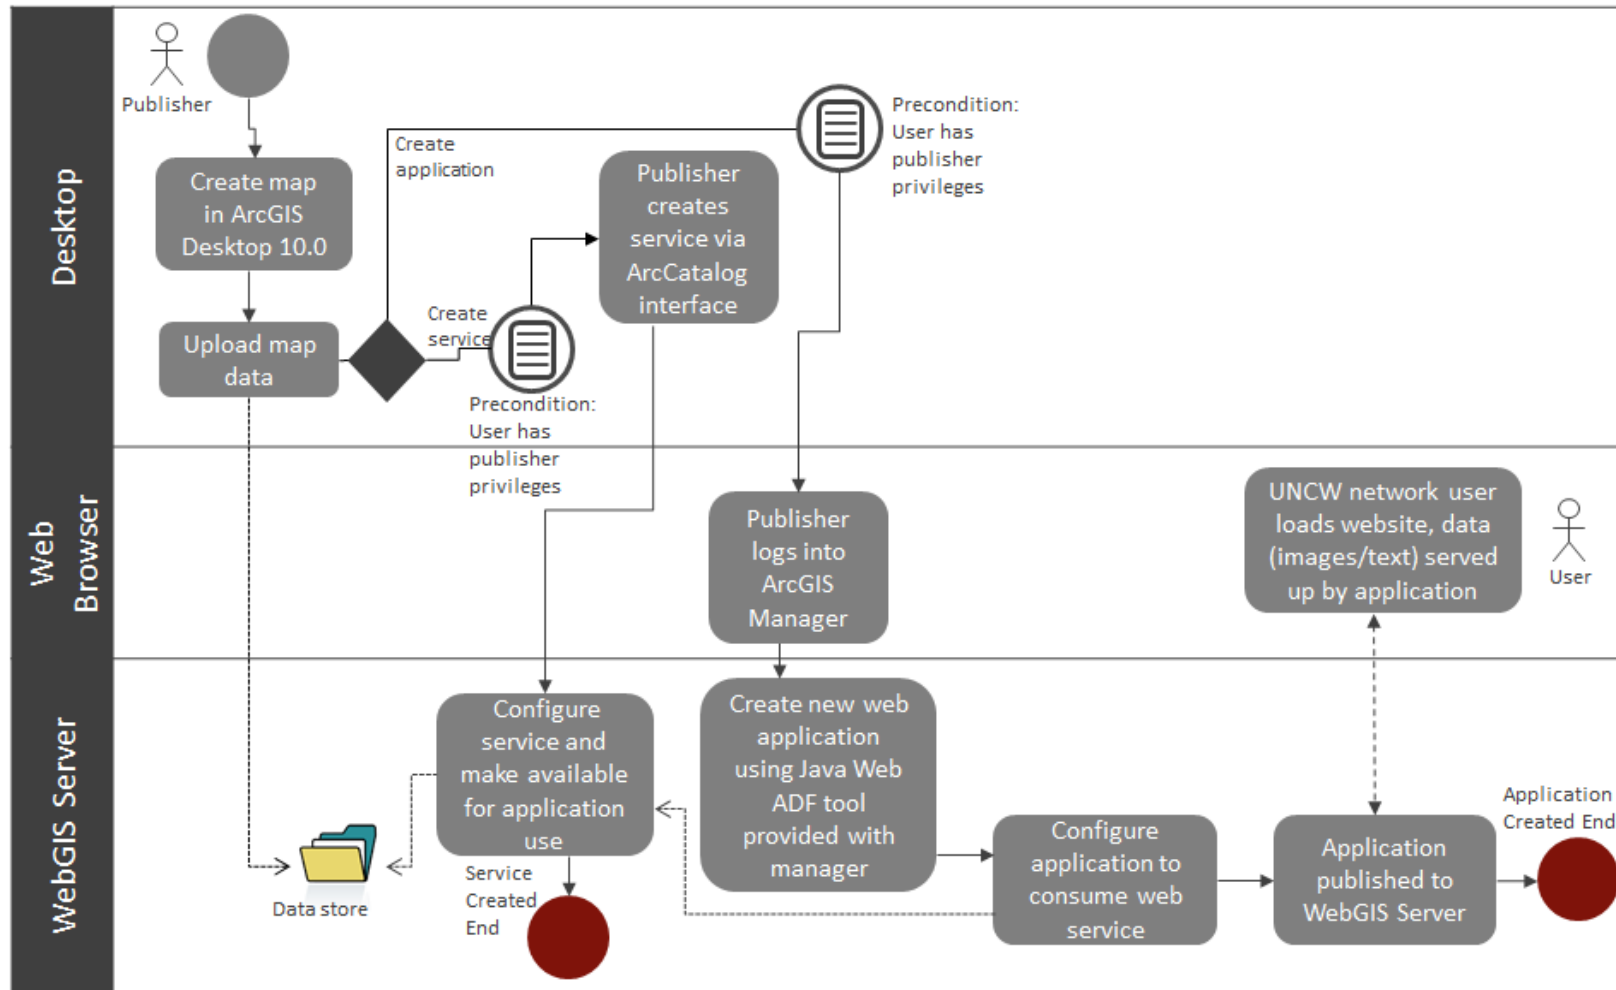 Desktop
Publisher
Create map
in ArcGIS
Desktop 10.0
Upload map
data
Create
application
Create
service
Precondition:
User has
publisher
privileges
Publisher
creates
service via
ArcCatalog
interface
Precondition:
User has
publisher
privileges
Web
Browser
Publisher
logs into
ArcGIS
Manager
UNCW network user
loads website, data
(images/text) served
up by application
User
WebGIS Server
Data store
Configure
service and
make available
for application
use
Service
Created
End
Create new web
application
using Java Web
ADF tool
provided with
manager
Configure
application to
consume web
service
Application
published to
WebGIS Server
Application
Created End